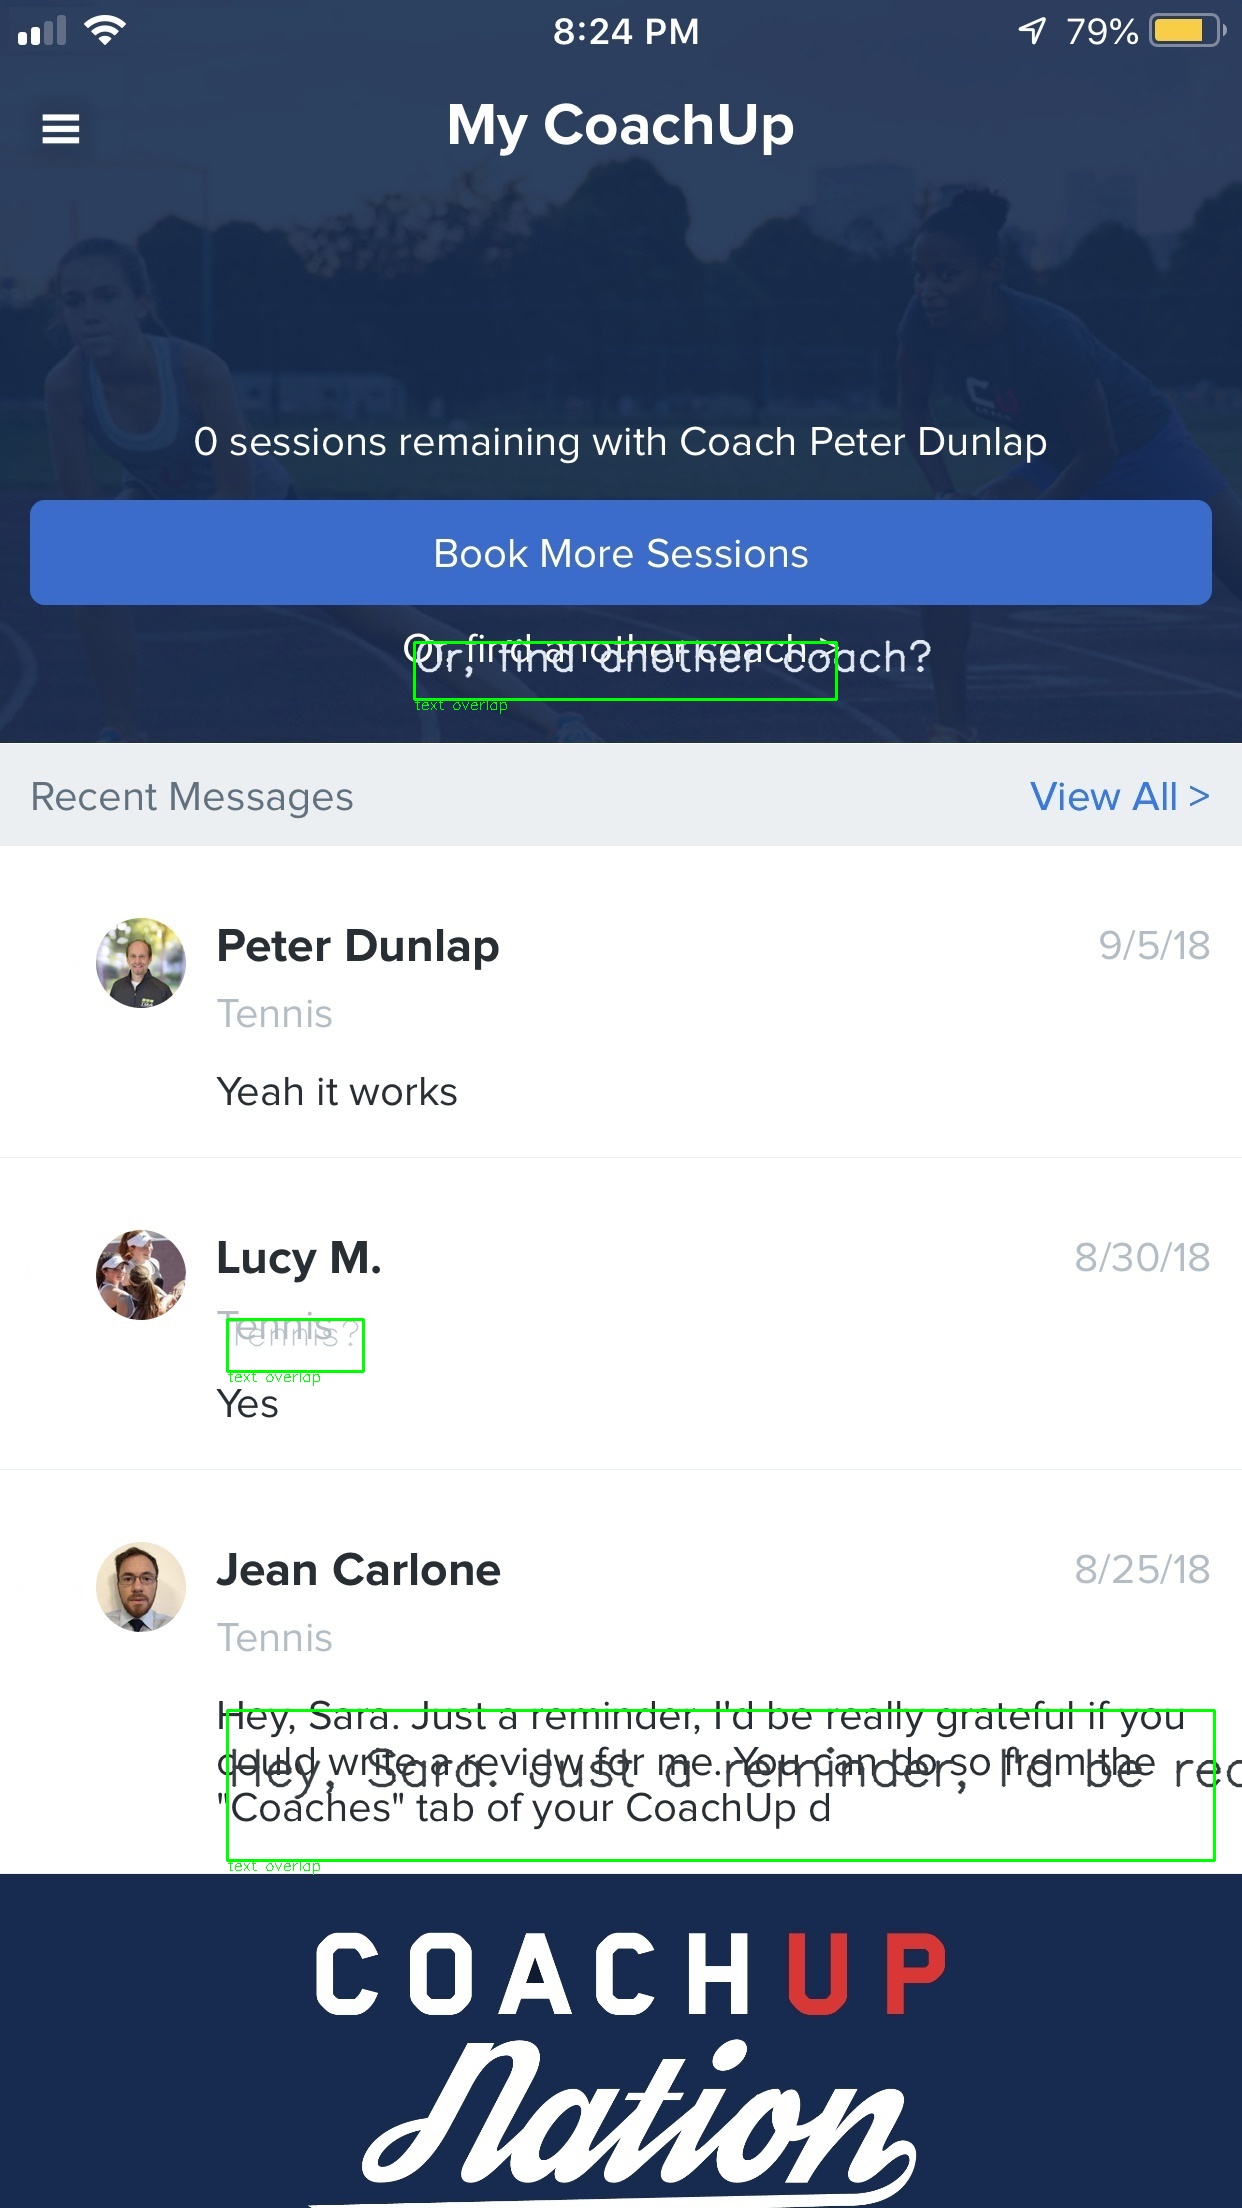 8:24 PM
79%
My CoachUp
0 sessions remaining with Coach Peter Dunlap
Book More Sessions
Or, find another coach >
Or, find another coach?
text overlap
Recent Messages
View All >
Peter Dunlap
9/5/18
Tennis
Yeah it works
Lucy M.
8/30/18
Tennis
Tennis?
text overlap
Yes
Jean Carlone
8/25/18
Tennis
Hey, Sara. Just a reminder, I'd be really grateful if you
could write a review for me. You can do so from the
Hey, Sara. Just a reminder, I'd be
"Coaches" tab of your CoachUp d
text overlap
COACHUP
Nation